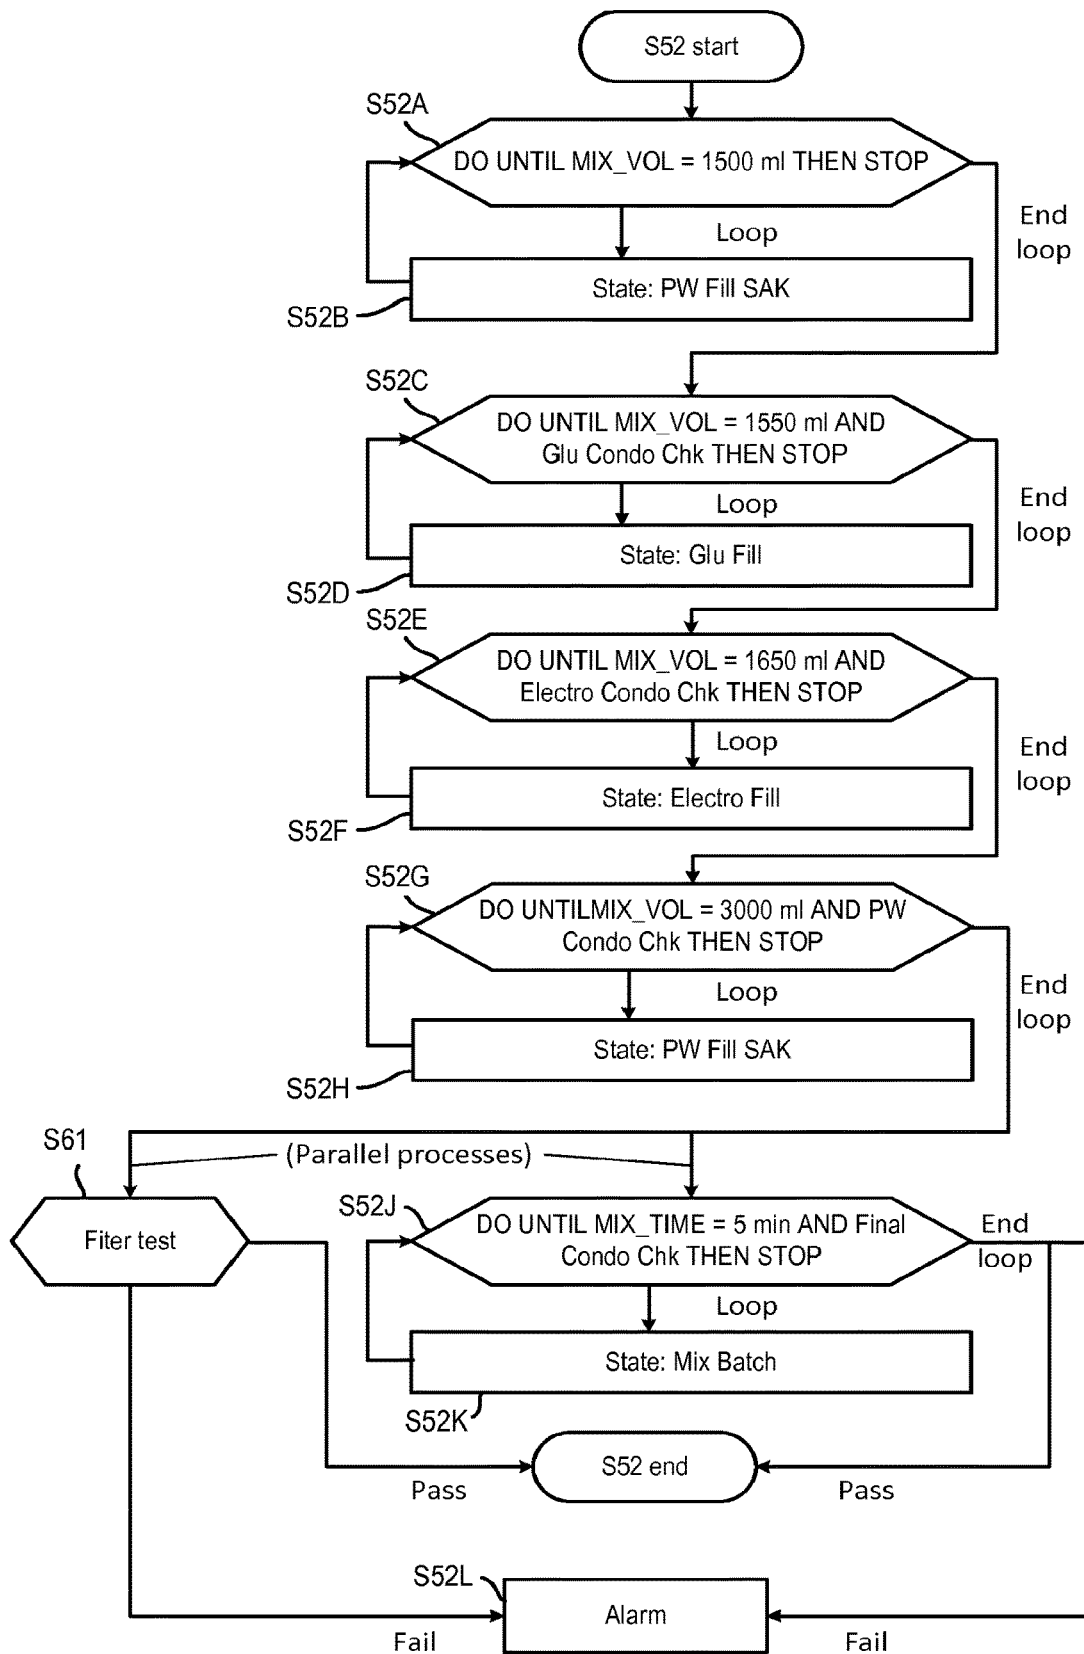 S52 start
S52A
DO UNTIL MIX_VOL = 1500 ml THEN STOP
End
loop
Loop
State: PW Fill SAK
S52B
S52C
DO UNTIL MIX_VOL = 1550 ml AND
Glu Condo Chk THEN STOP
End
loop
Loop
State: Glu Fill
S52D
S52E
DO UNTIL MIX_VOL = 1650 ml AND
Electro Condo Chk THEN STOP
End
loop
Loop
State: Electro Fill
S52F
S52G
DO UNTILMIX_VOL = 3000 ml AND PW
Condo Chk THEN STOP
End
loop
Loop
State: PW Fill SAK
S52H
S61
(Parallel processes)
Fiter test
S52J
DO UNTIL MIX_TIME = 5 min AND Final
Condo Chk THEN STOP
End
loop
Loop
State: Mix Batch
S52K
S52 end
Pass
Pass
S52L
Alarm
Fail
Fail